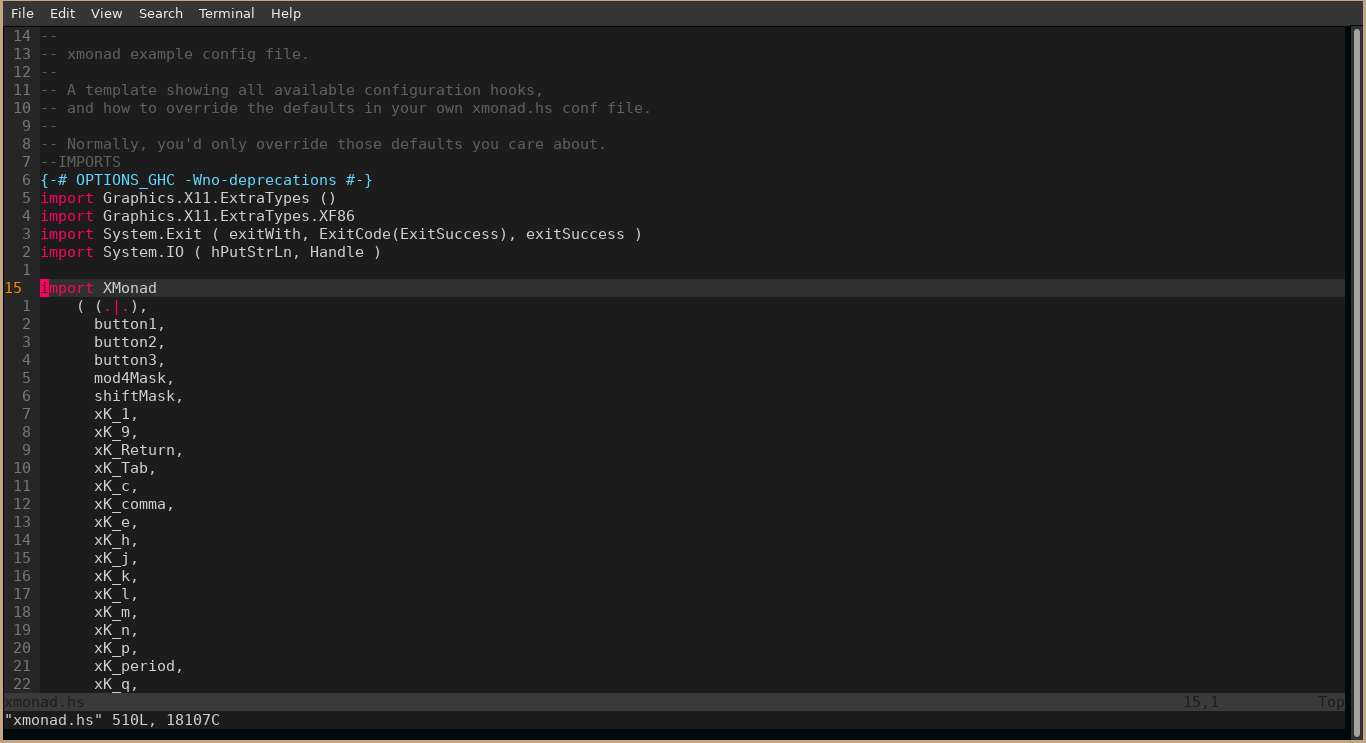 File Edit View Search Terminal Help
14 --
13 -- xmonad example config file.
12 --
11 -- A template showing all available configuration hooks,
10 -- and how to override the defaults in your own xmonad.hs conf file.
9 --
8 -- Normally, you'd only override those defaults you care about.
7 --IMPORTS
6 {-# OPTIONS_GHC -Wno-deprecations #-}
5 import Graphics.X11.ExtraTypes ()
4 import Graphics.X11.ExtraTypes.XF86
3 import System.Exit ( exitWith, ExitCode(ExitSuccess), exitSuccess )
2 import System.IO ( hPutStrLn, Handle )
1
15 import XMonad
1 ( (.|.),
2 button1,
3 button2,
4 button3,
5 mod4Mask,
6 shiftMask,
7 xK_1,
8 xK_9,
9 xK_Return,
10 xK_Tab,
11 xK_c,
12 xK_comma,
13 xK_e,
14 xK_h,
15 xK_j,
16 xK_k,
17 xK_l,
18 xK_m,
19 xK_n,
20 xK_p,
21 xK_period,
22 xK_q,
xmonad.hs 15,1 Top
"xmonad.hs" 510L, 18107C